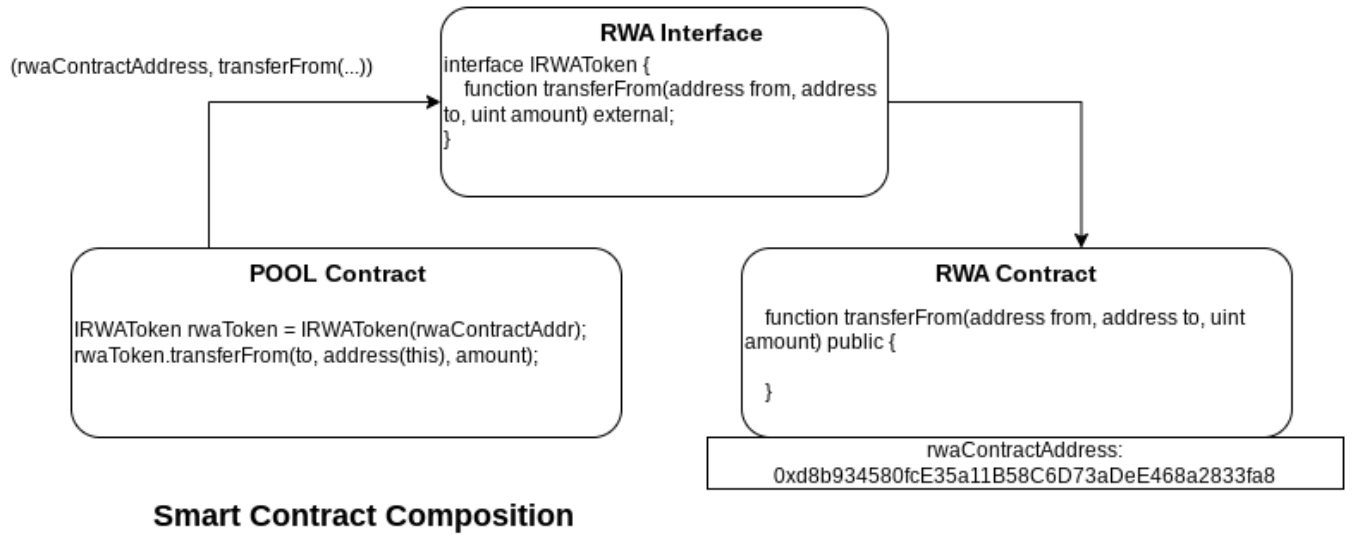 RWA Interface
(rwaContractAddress, transferFrom(...))
interface IRWAToken {
function transferFrom(address from, address
to, uint amount) external;
}
POOL Contract
IRWAToken rwaToken = IRWAToken(rwaContractAddr);
rwaToken.transferFrom(to, address(this), amount);
RWA Contract
function transferFrom(address from, address to, uint
amount) public {
}
rwaContractAddress:
0xd8b934580fcE35a11B58C6D73aDeE468a2833fa8
Smart Contract Composition